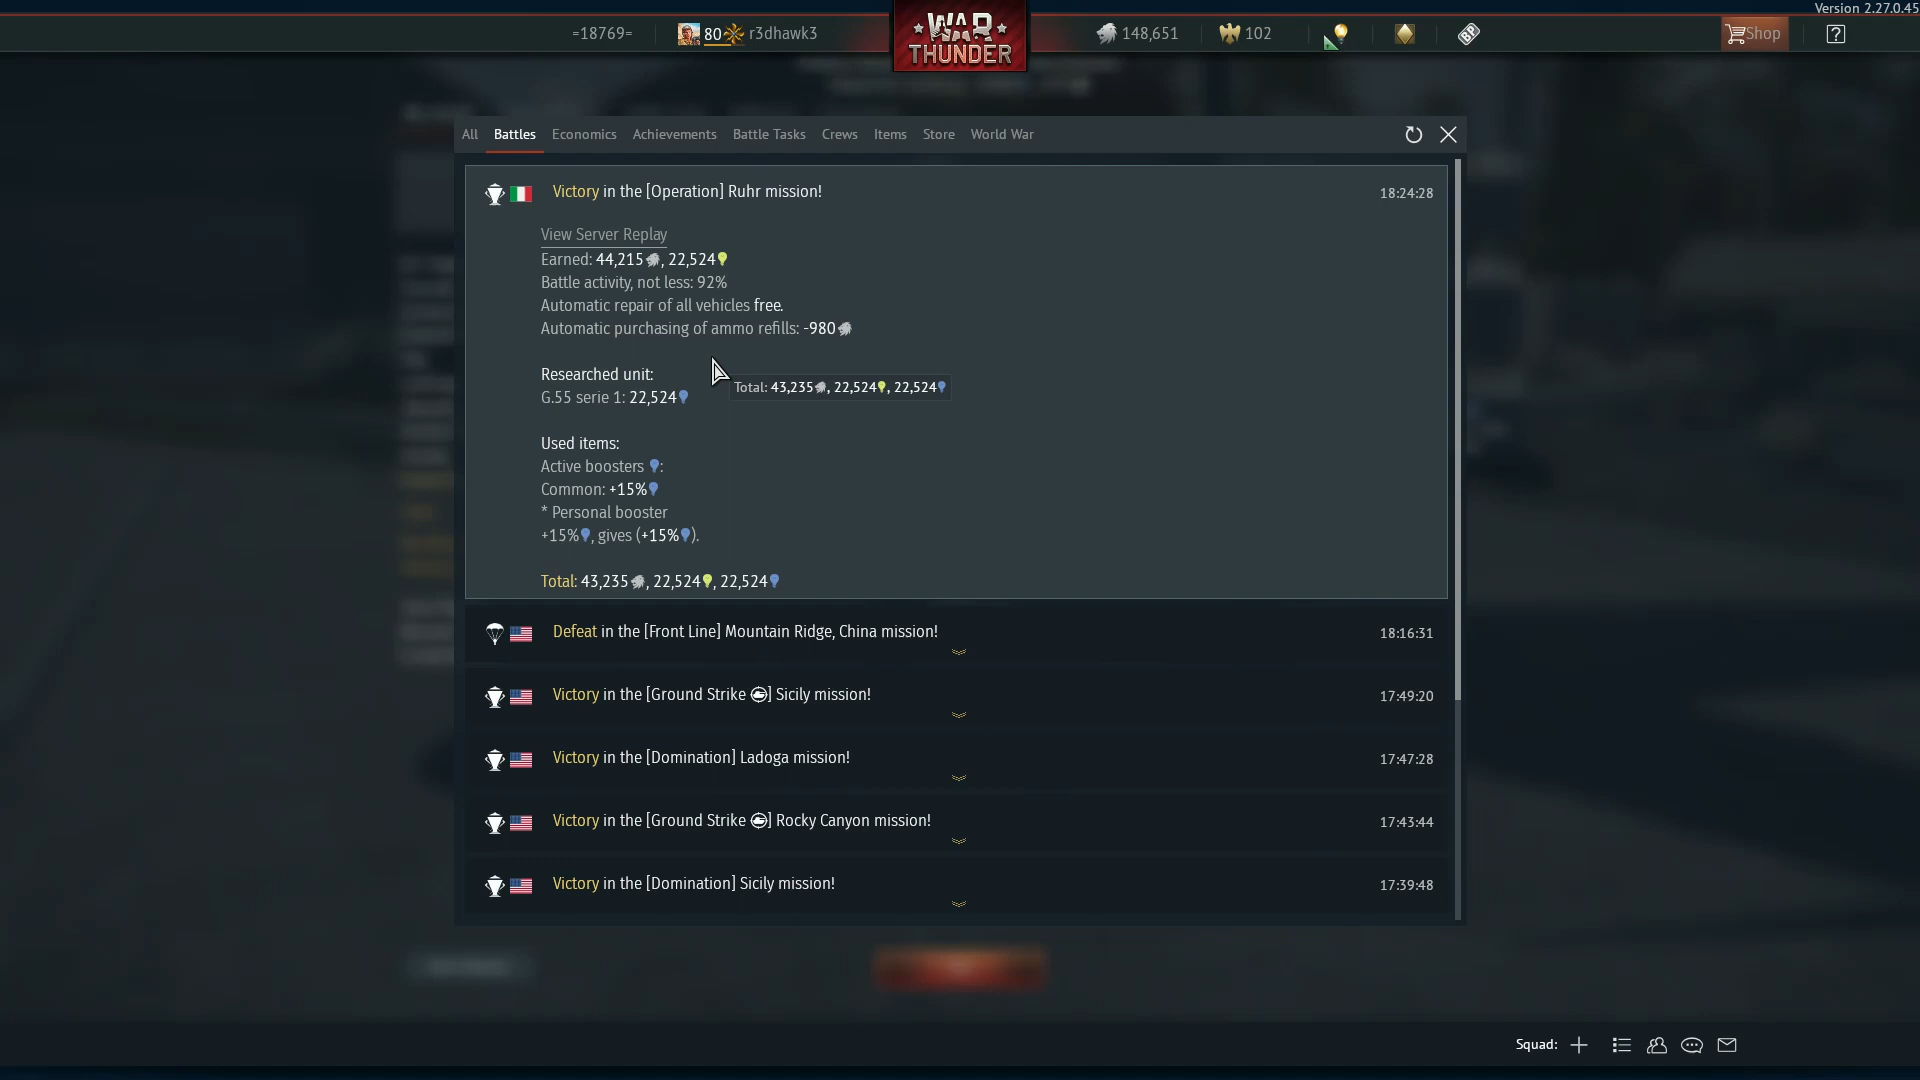 Version 2.27.0.45
=18769=
80 r3dhawk3
WAR THUNDER
148,651
102
BP
Shop
?
All Battles Economics Achievements Battle Tasks Crews Items Store World War
Victory in the [Operation] Ruhr mission! 18:24:28
View Server Replay
Earned: 44,215, 22,524
Battle activity, not less: 92%
Automatic repair of all vehicles free.
Automatic purchasing of ammo refills: -980
Researched unit:
Total: 43,235, 22,524, 22,524
G.55 serie 1: 22,524
Used items:
Active boosters :
Common: +15%
* Personal booster
+15%, gives (+15%).
Total: 43,235, 22,524, 22,524
Defeat in the [Front Line] Mountain Ridge, China mission! 18:16:31
Victory in the [Ground Strike] Sicily mission! 17:49:20
Victory in the [Domination] Ladoga mission! 17:47:28
Victory in the [Ground Strike] Rocky Canyon mission! 17:43:44
Victory in the [Domination] Sicily mission! 17:39:48
Squad: